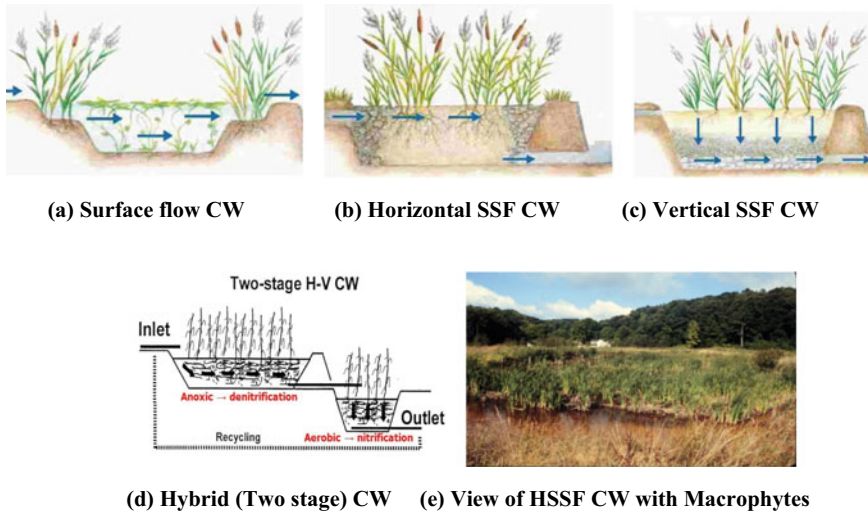 (a) Surface flow CW (b) Horizontal SSF CW (c) Vertical SSF CW
Two-stage H-V CW
Inlet
Anoxic → denitrification
Outlet
Recycling Aerobic → nitrification
(d) Hybrid (Two stage) CW (e) View of HSSF CW with Macrophytes